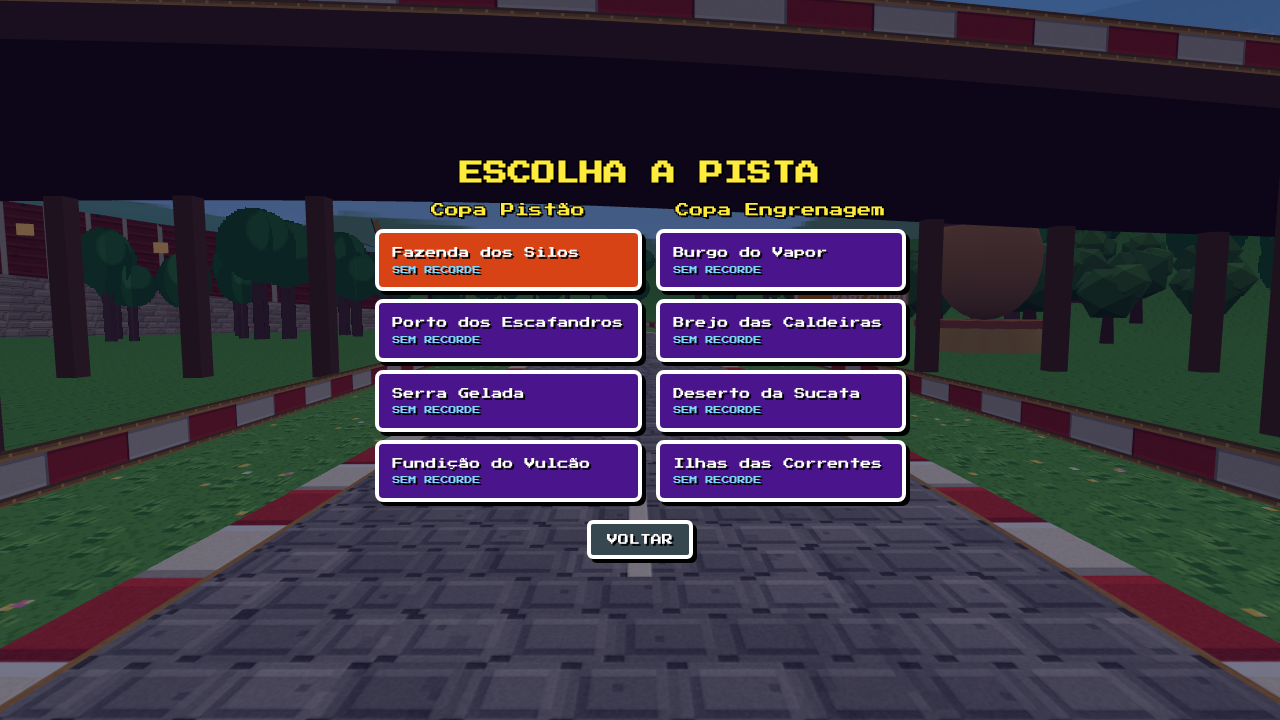 ESCOLHA A PISTA
Copa Pistão
Fazenda dos Silos
SEM RECORDE
Porto dos Escafandros
SEM RECORDE
Serra Gelada
SEM RECORDE
Fundição do Vulcão
SEM RECORDE
Copa Engrenagem
Burgo do Vapor
SEM RECORDE
Brejo das Caldeiras
SEM RECORDE
Deserto da Sucata
SEM RECORDE
Ilhas das Correntes
SEM RECORDE
VOLTAR